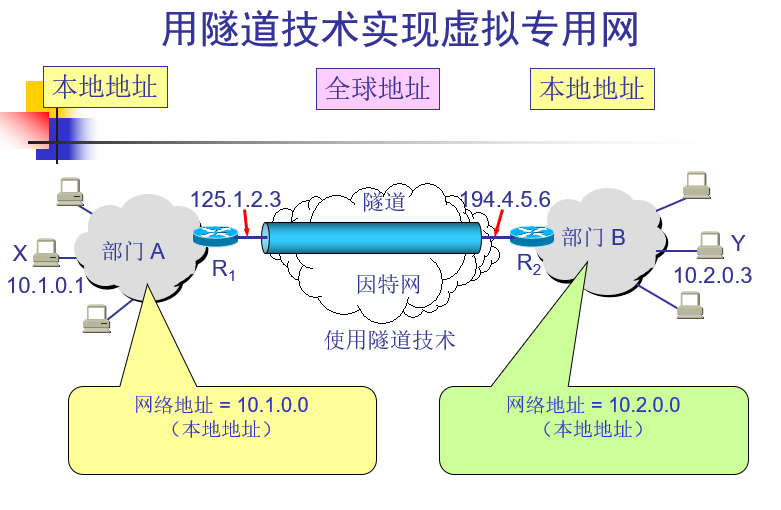 用隧道技术实现虚拟专用网
本地地址
全球地址
本地地址
125.1.2.3
隧道
194.4.5.6
部门 A
部门 B
X
Y
10.1.0.1
R1
R2
10.2.0.3
因特网
使用隧道技术
网络地址 = 10.1.0.0
（本地地址）
网络地址 = 10.2.0.0
（本地地址）